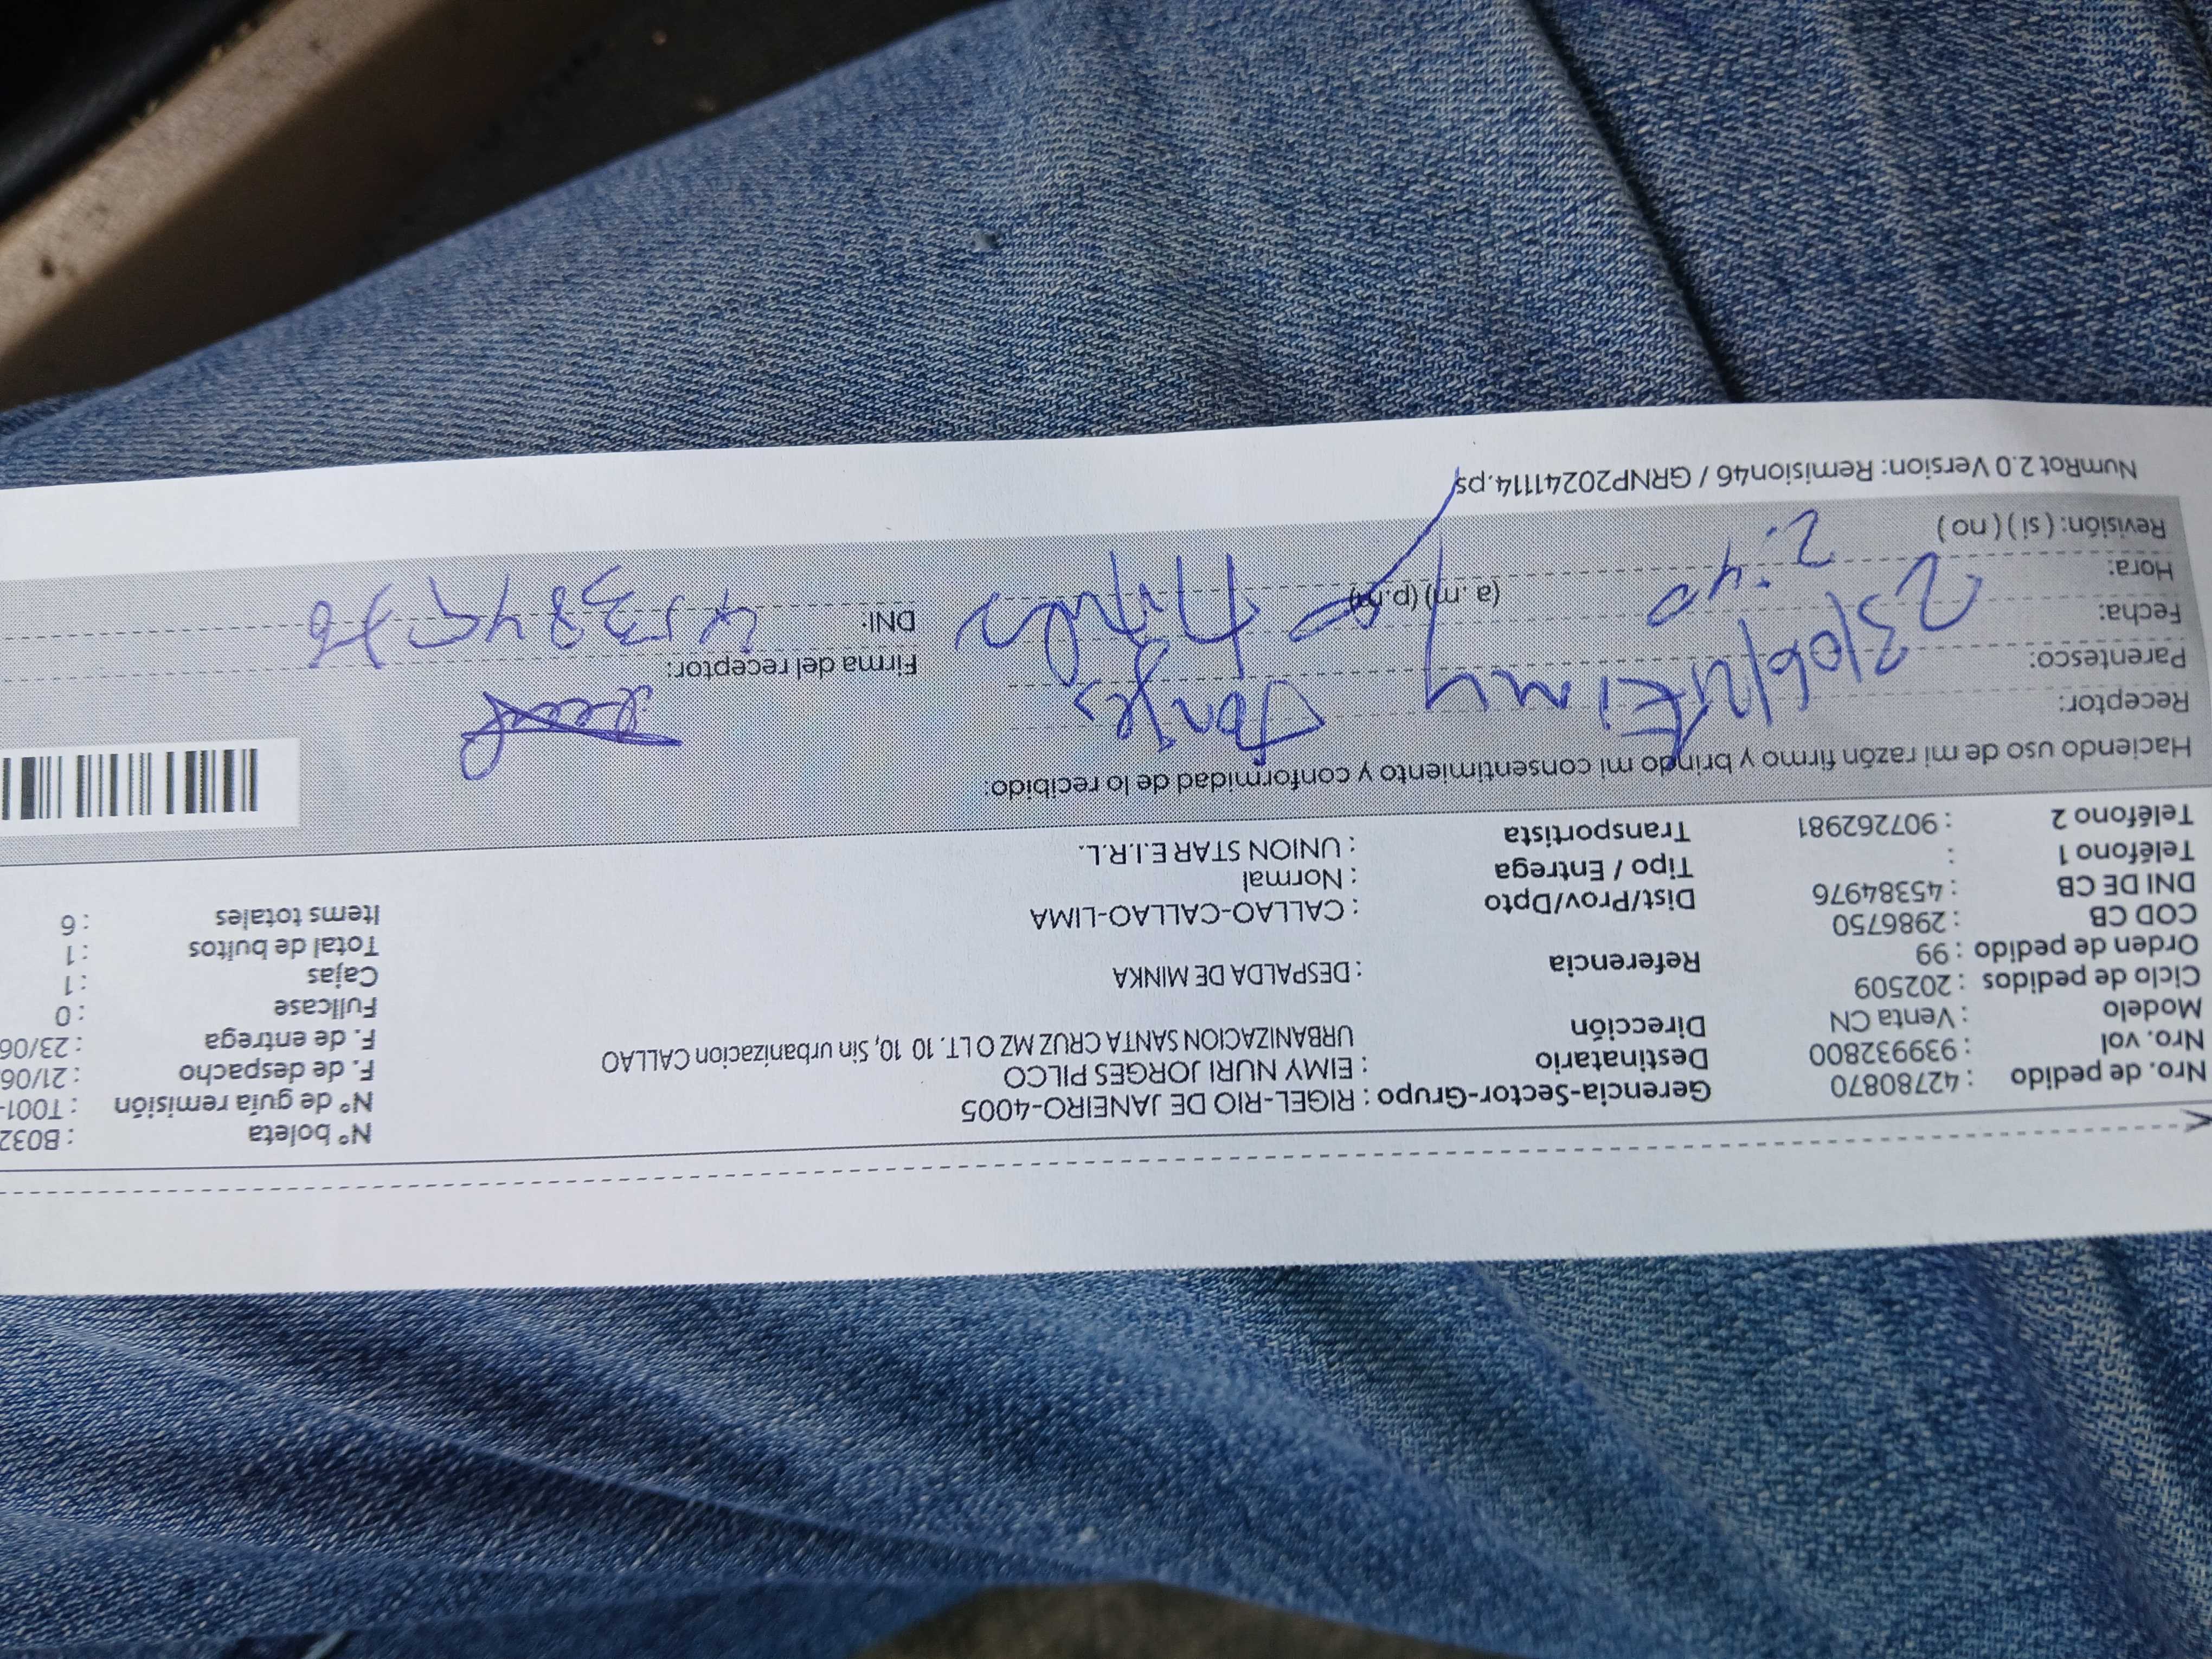 Nro. de pedido : 42780870 Gerencia-Sector-Grupo : RIGEL-RIO DE JANEIRO-4005 N° boleta : B032
Nro. vol : 939932800 Destinatario : EIMY NURI JORGES PILCO N° de guía remisión : T001-
Modelo : Venta CN Dirección URBANIZACION SANTA CRUZ MZ O LT. 10 10, Sin urbanizacion CALLAO F. de despacho : 21/06
Ciclo de pedidos : 202509 F. de entrega : 23/06
Orden de pedido : 99 Referencia : DESPALDA DE MINKA Fullcase : 0
COD CB : 2986750 Cajas : 1
DNI DE CB : 45384976 Dist/Prov/Dpto : CALLAO-CALLAO-LIMA Total de bultos : 1
Teléfono 1 : Tipo / Entrega : Normal Items totales : 6
Teléfono 2 : 907262981 Transportista : UNION STAR E.I.R.L.
Haciendo uso de mi razón firmo y brindo mi consentimiento y conformidad de lo recibido:
Receptor: Eimy Jorges
Parentesco: Firma del receptor:
Fecha: 23/06/ DNI:
Hora: 2:40 (a. m) (p.m)
Revisión: ( si ) ( no )
NumRot 2.0 Version: Remision46 / GRNP20241114.ps